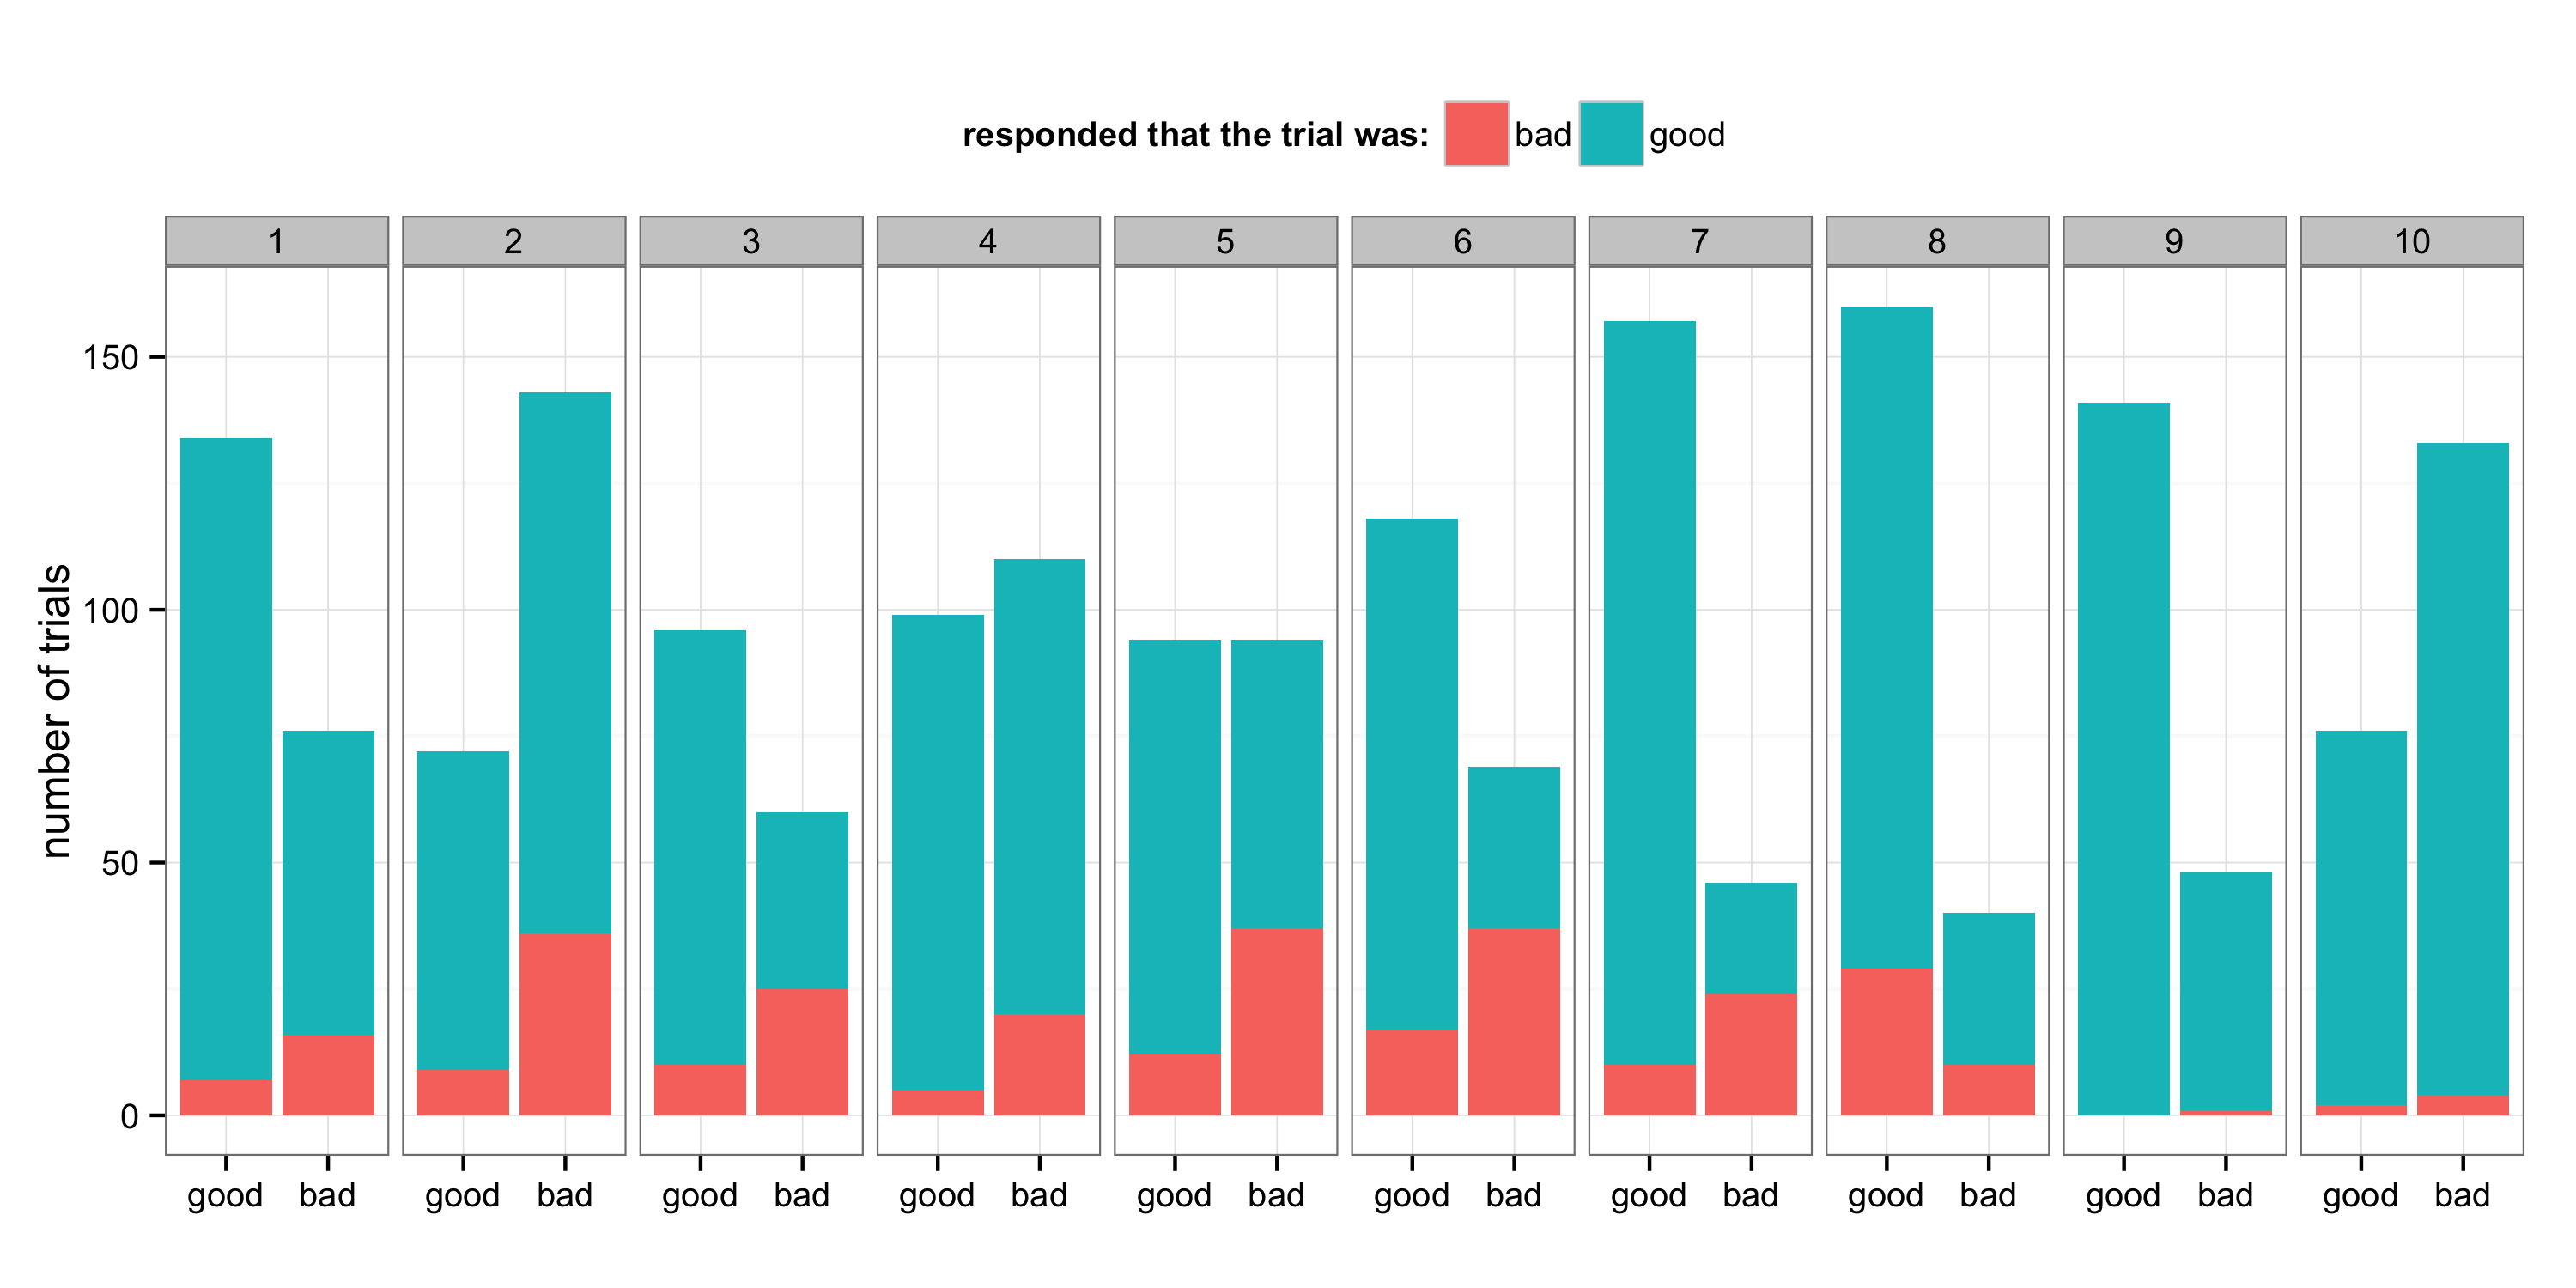 responded that the trial was: bad good
1 2 3 4 5 6 7 8 9 10
150
100
50
0
number of trials
good bad good bad good bad good bad good bad good bad good bad good bad good bad good bad